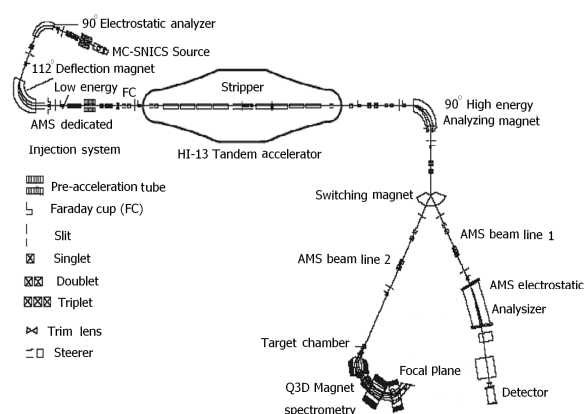 90° Electrostatic analyzer
MC-SNICS Source
112° Deflection magnet
Low energy
FC
Stripper
AMS dedicated
Injection system
HI-13 Tandem accelerator
90° High energy
Analyzing magnet
Pre-acceleration tube
Faraday cup (FC)
Slit
Singlet
Doublet
Triplet
Trim lens
Steerer
Switching magnet
AMS beam line 1
AMS beam line 2
AMS electrostatic
Analysizer
Target chamber
Focal plane
Q3D Magnet
spectrometry
Detector